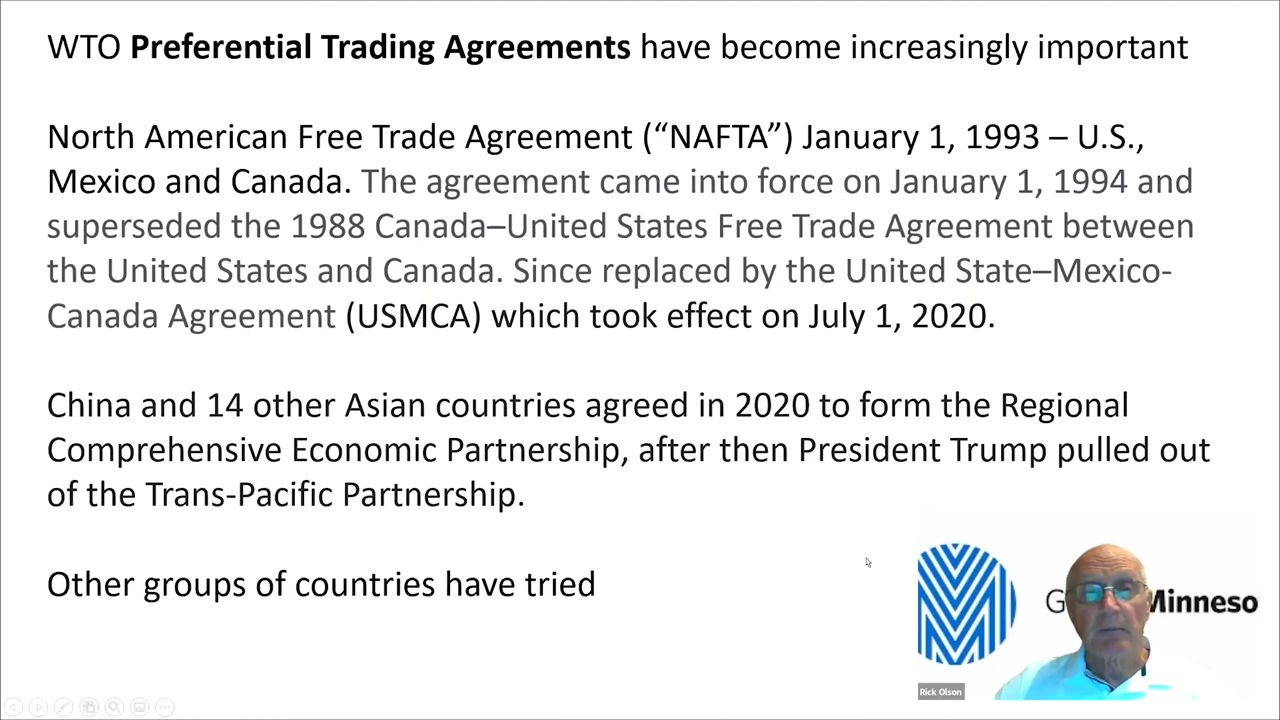 WTO Preferential Trading Agreements have become increasingly important
North American Free Trade Agreement (“NAFTA”) January 1, 1993 – U.S.,
Mexico and Canada. The agreement came into force on January 1, 1994 and
superseded the 1988 Canada–United States Free Trade Agreement between
the United States and Canada. Since replaced by the United State–Mexico-
Canada Agreement (USMCA) which took effect on July 1, 2020.
China and 14 other Asian countries agreed in 2020 to form the Regional
Comprehensive Economic Partnership, after then President Trump pulled out
of the Trans-Pacific Partnership.
Other groups of countries have tried
Minneso
Rick Olson